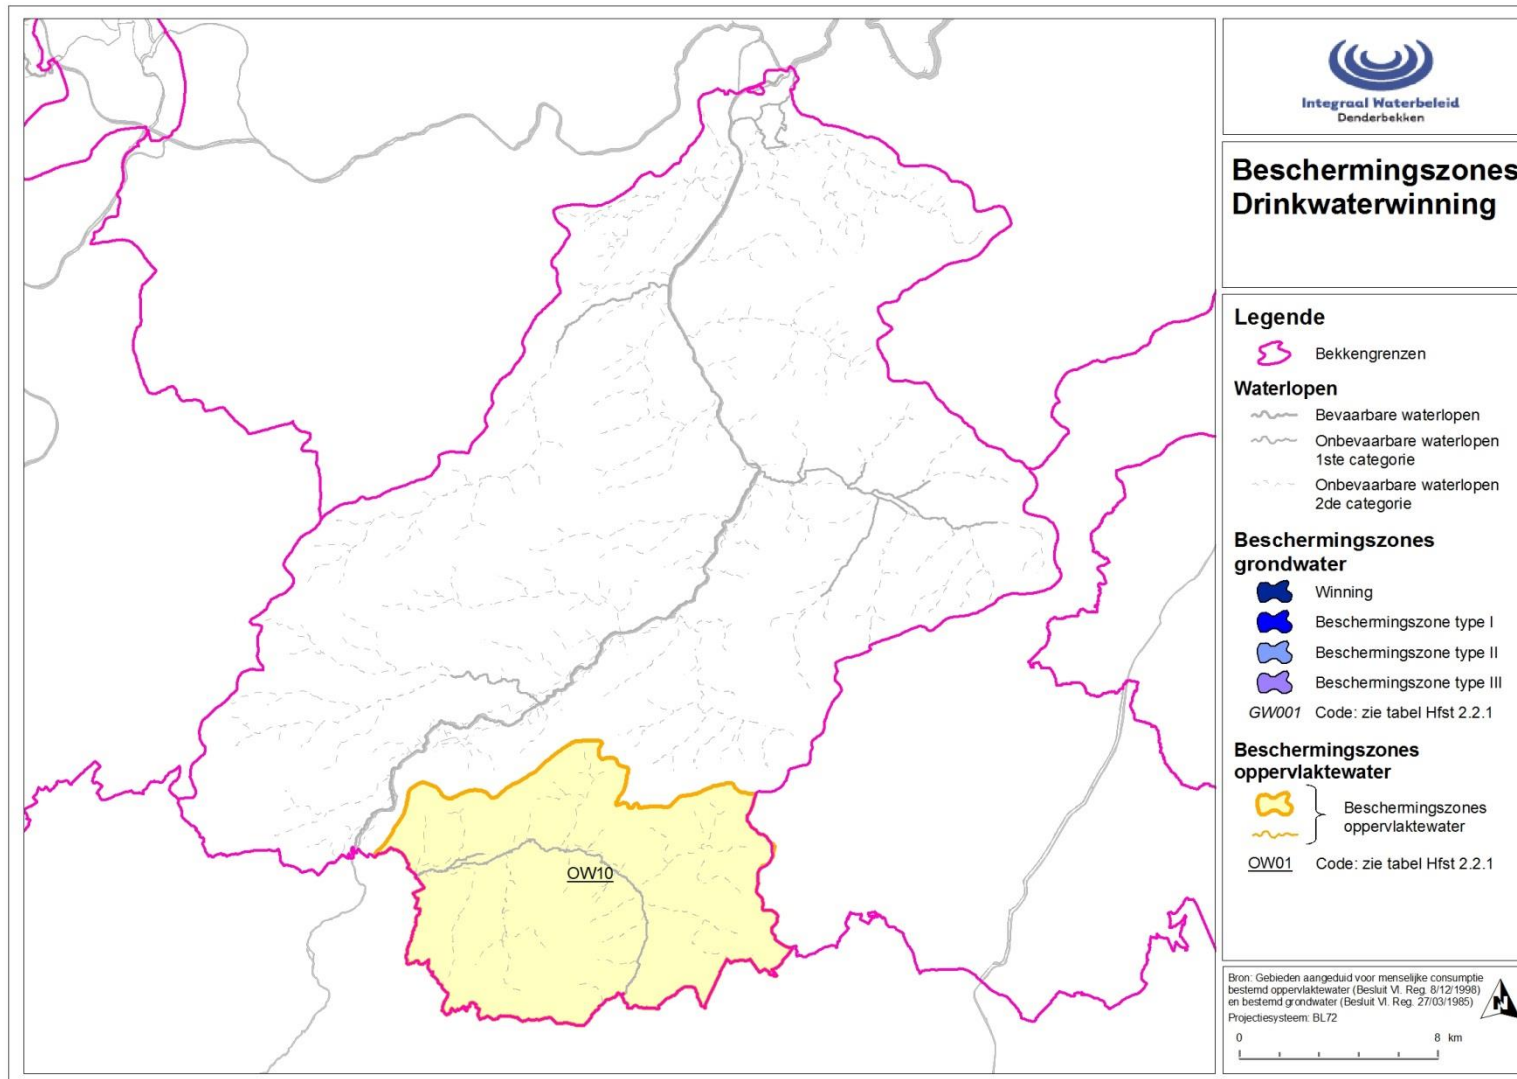 Integraal Waterbeleid
Denderbekken
Beschermingszones
Drinkwaterwinning
Legende
Bekkengrenzen
Waterlopen
Bevaarbare waterlopen
Onbevaarbare waterlopen
1ste categorie
Onbevaarbare waterlopen
2de categorie
Beschermingszones
grondwater
Winning
Beschermingszone type I
Beschermingszone type II
Beschermingszone type III
GW001 Code: zie tabel Hfst 2.2.1
Beschermingszones
oppervlaktewater
Beschermingszones
oppervlaktewater
OW01 Code: zie tabel Hfst 2.2.1
Bron: Gebieden aangeduid voor menselijke consumptie
bestemd oppervlaktewater (Besluit Vl. Reg. 8/12/1998)
en bestemd grondwater (Besluit Vl. Reg. 27/03/1985)
Projectiesysteem: BL72
N
0 8 km
OW10